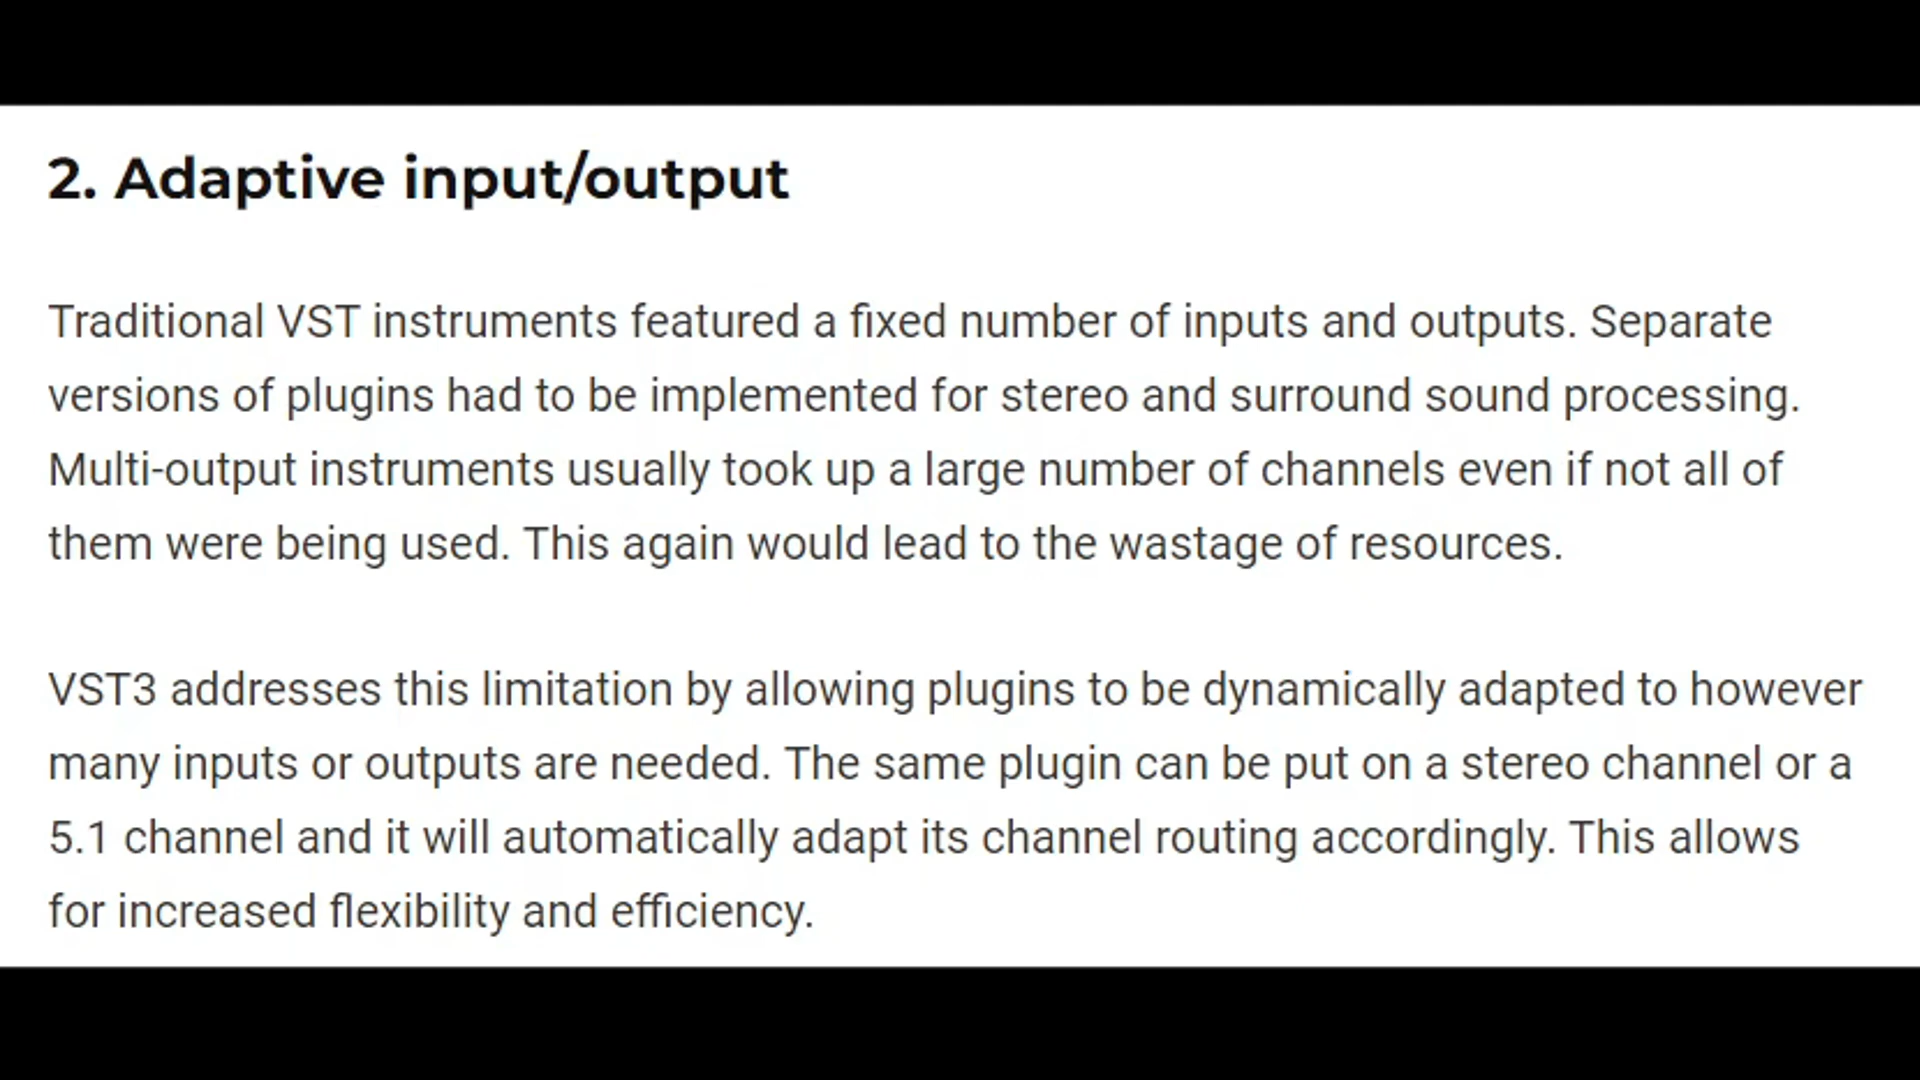 2. Adaptive input/output
Traditional VST instruments featured a fixed number of inputs and outputs. Separate
versions of plugins had to be implemented for stereo and surround sound processing.
Multi-output instruments usually took up a large number of channels even if not all of
them were being used. This again would lead to the wastage of resources.
VST3 addresses this limitation by allowing plugins to be dynamically adapted to however
many inputs or outputs are needed. The same plugin can be put on a stereo channel or a
5.1 channel and it will automatically adapt its channel routing accordingly. This allows
for increased flexibility and efficiency.